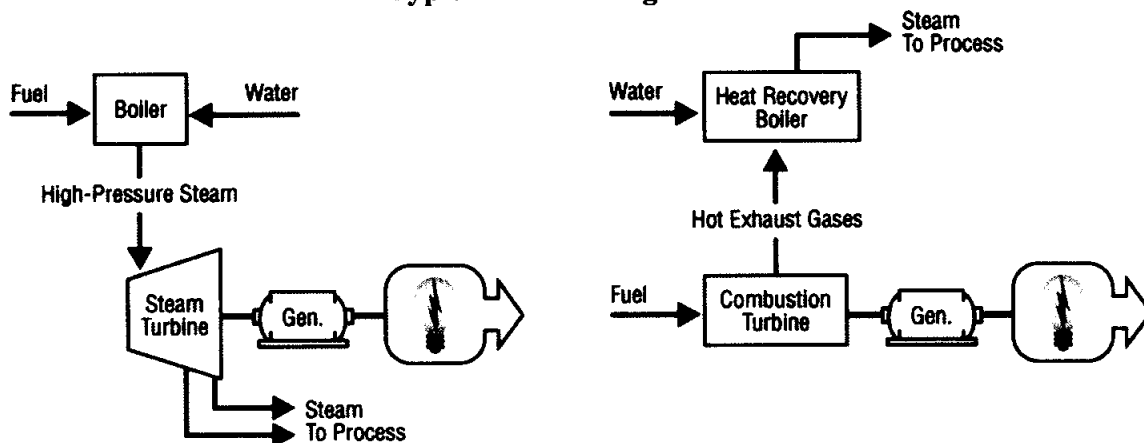 Fuel
Boiler
Water
High-Pressure Steam
Steam
Turbine
Gen.
Steam
To Process
Steam
To Process
Water
Heat Recovery
Boiler
Hot Exhaust Gases
Fuel
Combustion
Turbine
Gen.